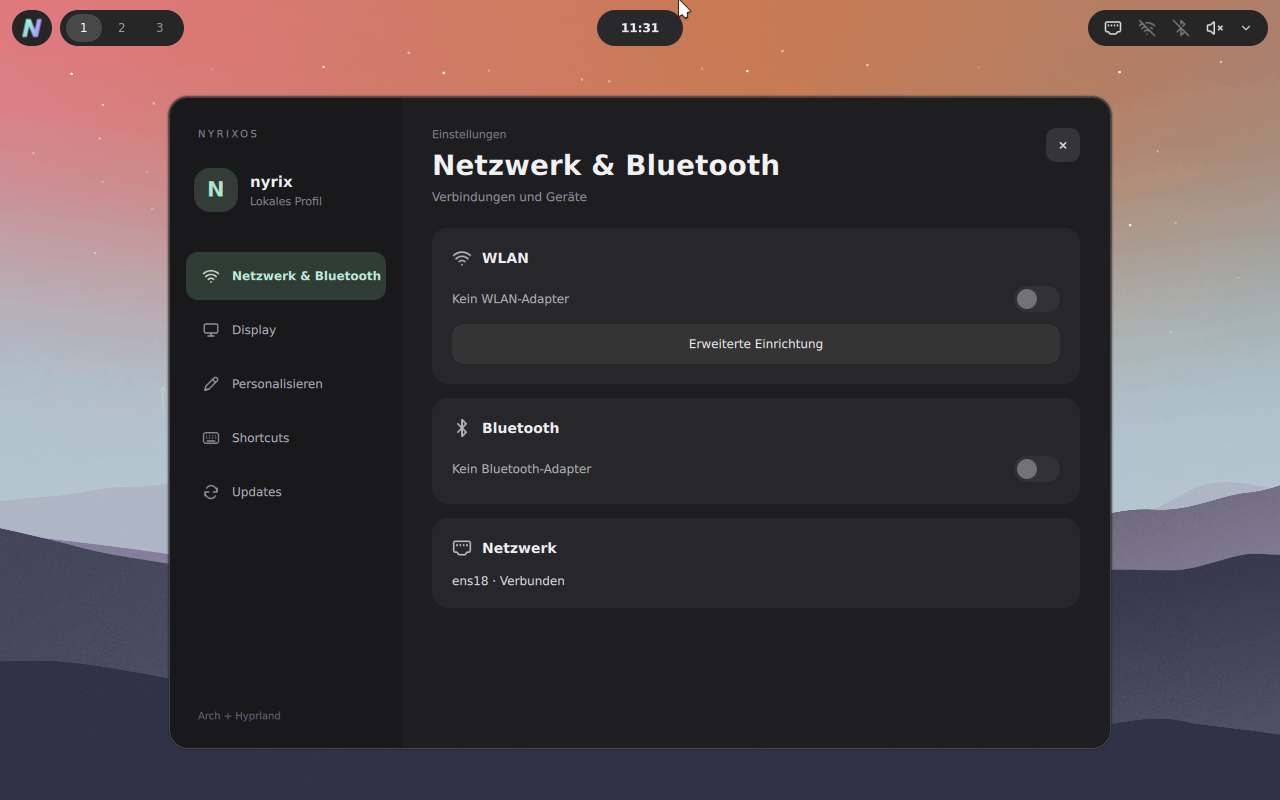 N
1 2 3
11:31
NYRIXOS
N
nyrix
Lokales Profil
Netzwerk & Bluetooth
Display
Personalisieren
Shortcuts
Updates
Arch + Hyprland
Einstellungen
Netzwerk & Bluetooth
Verbindungen und Geräte
WLAN
Kein WLAN-Adapter
Erweiterte Einrichtung
Bluetooth
Kein Bluetooth-Adapter
Netzwerk
ens18 · Verbunden